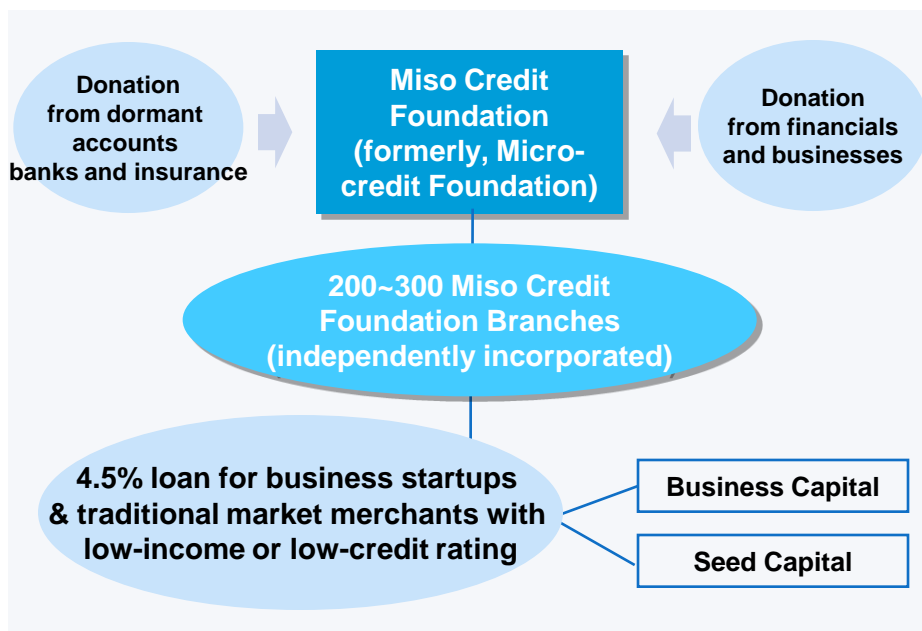 Donation
from dormant
accounts
banks and insurance
Miso Credit
Foundation
(formerly, Micro-
credit Foundation)
Donation
from financials
and businesses
200~300 Miso Credit
Foundation Branches
(independently incorporated)
4.5% loan for business startups
& traditional market merchants with
low-income or low-credit rating
Business Capital
Seed Capital